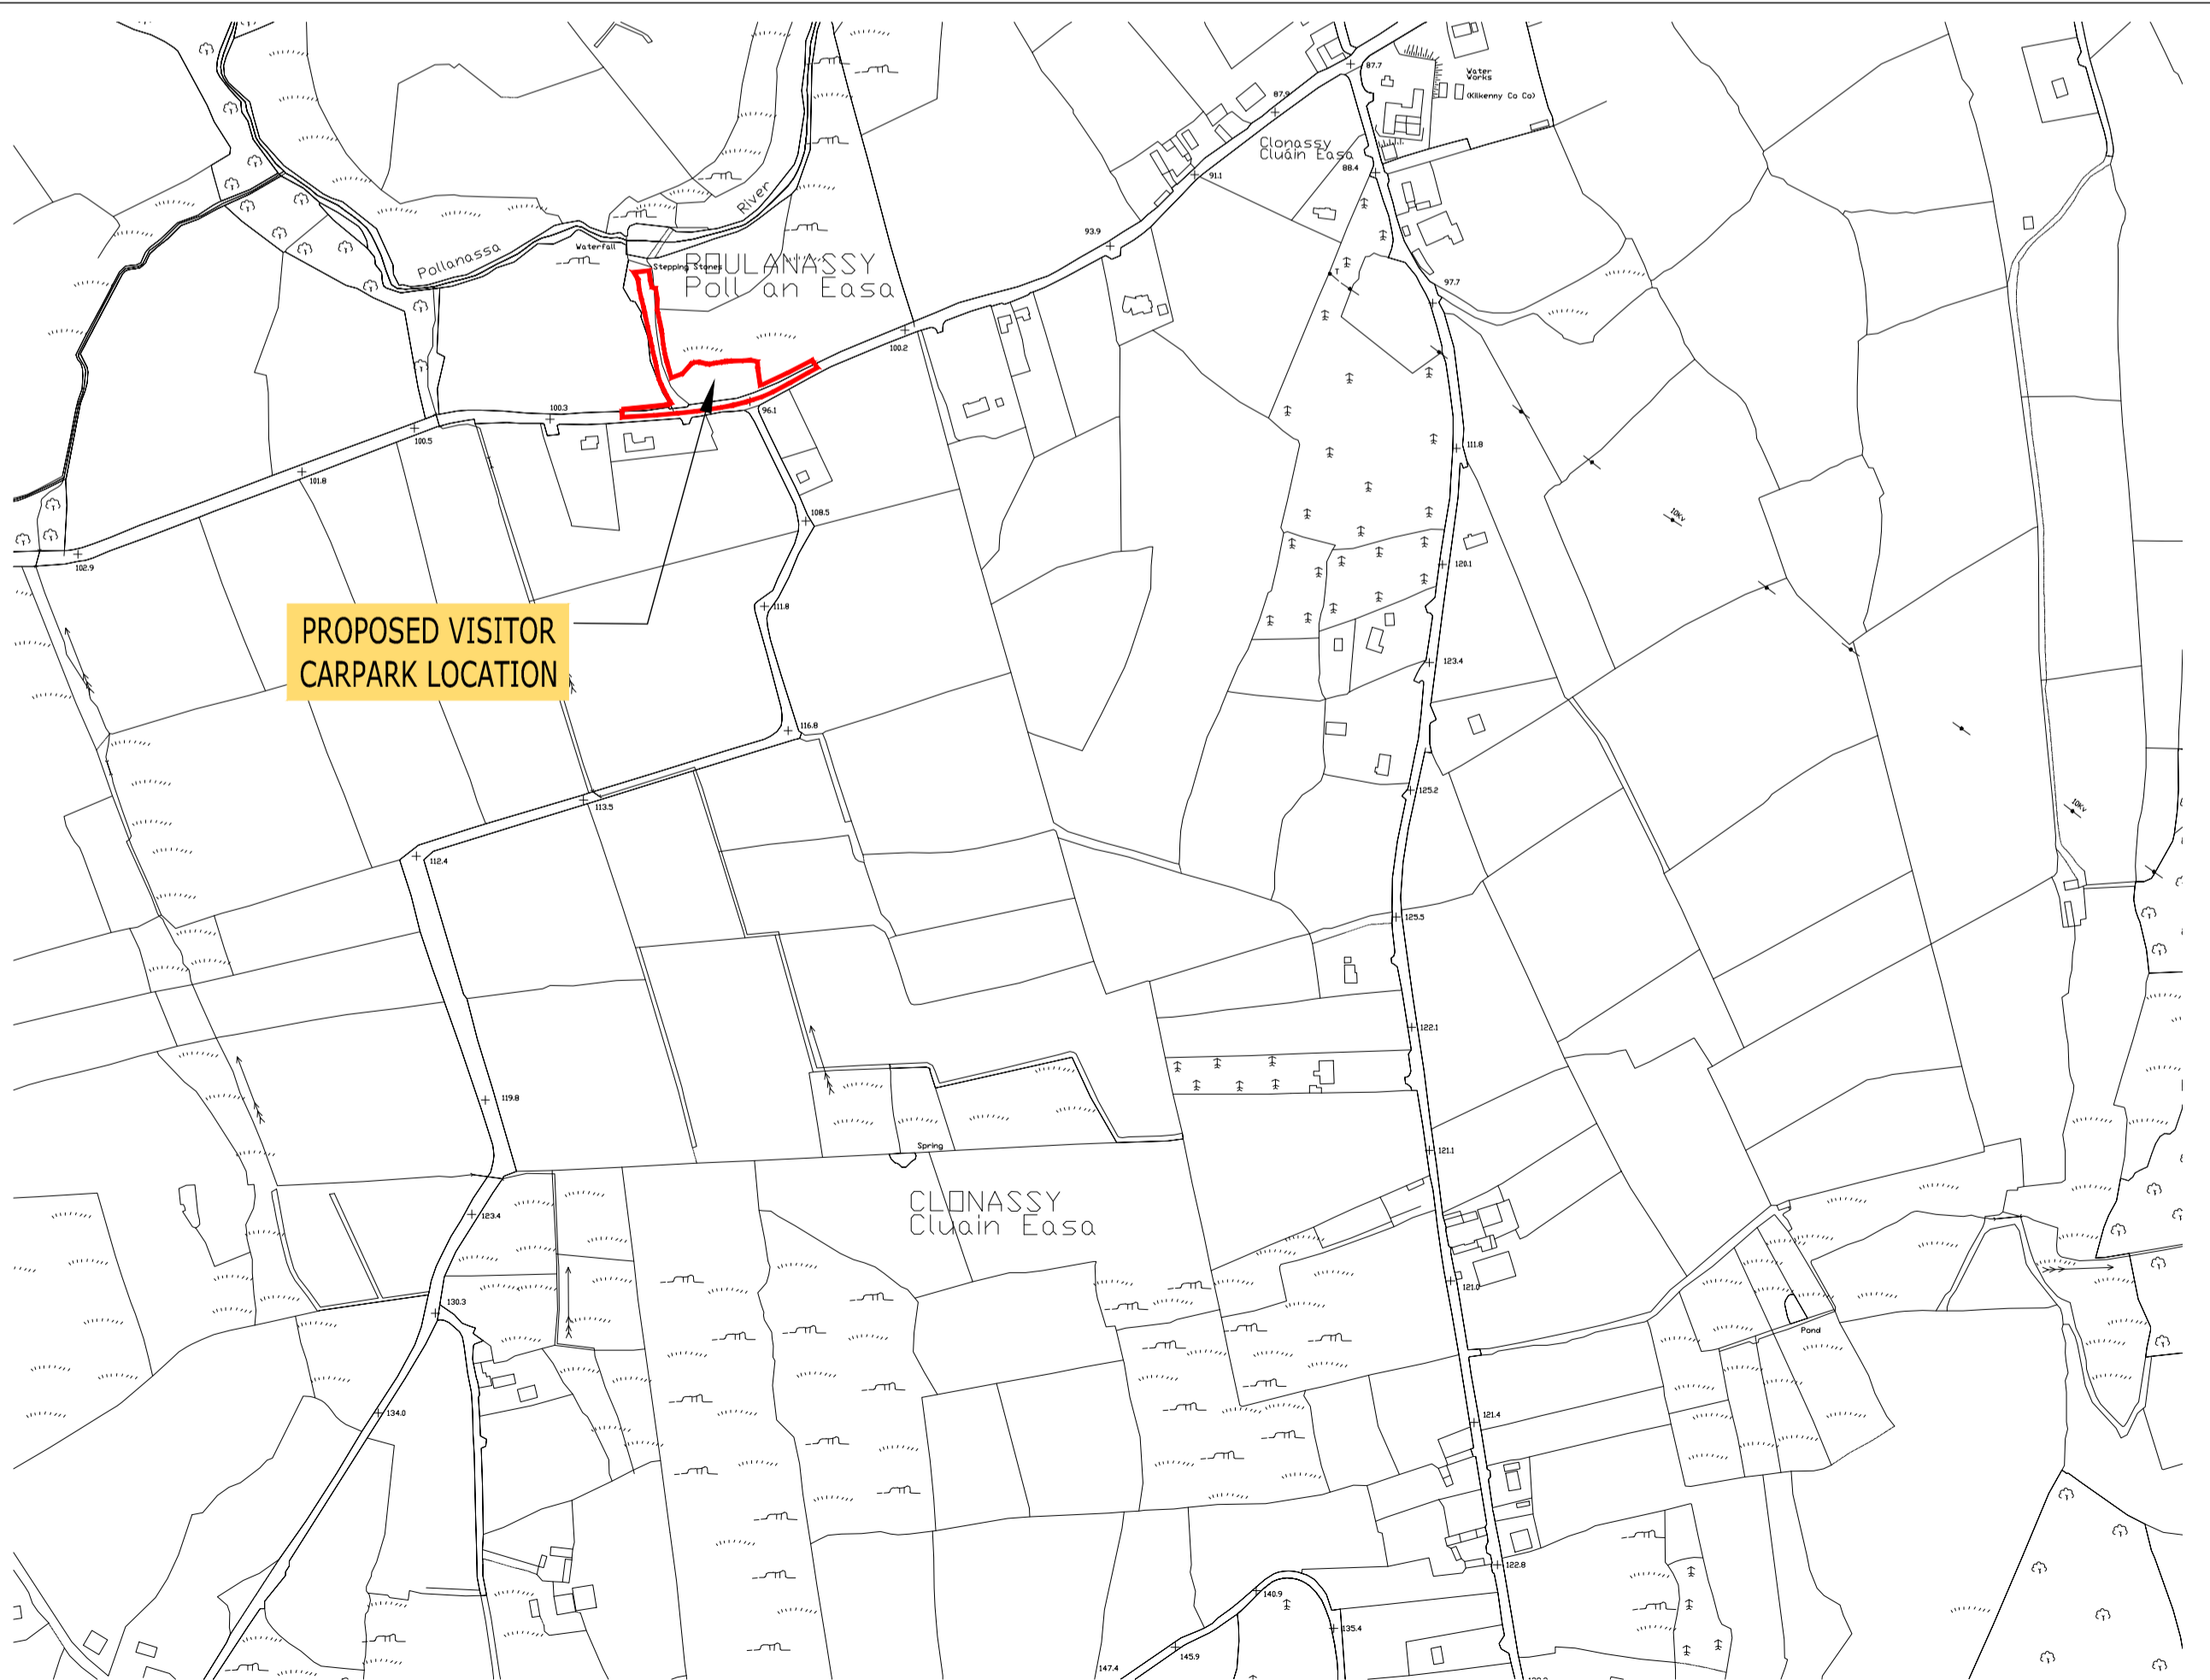 87.7
Water
Works
(Kilkenny Co Co)
87.9
Clonassy
Cluáin Easa
88.4
91.1
River
93.9
Waterfall
Pollanassa
Stepping Stones
P□ULANASSY
Poll an Easa
97.7
100.2
96.1
100.3
100.5
111.8
101.8
108.5
10Kv
102.9
120.1
111.8
PROPOSED VISITOR
CARPARK LOCATION
123.4
116.8
125.2
113.5
10Kv
112.4
125.5
122.1
119.8
121.1
Spring
CL□NASSY
Cluain Easa
123.4
121.0
130.3
Pond
134.0
121.4
122.8
140.9
135.4
145.9
147.4